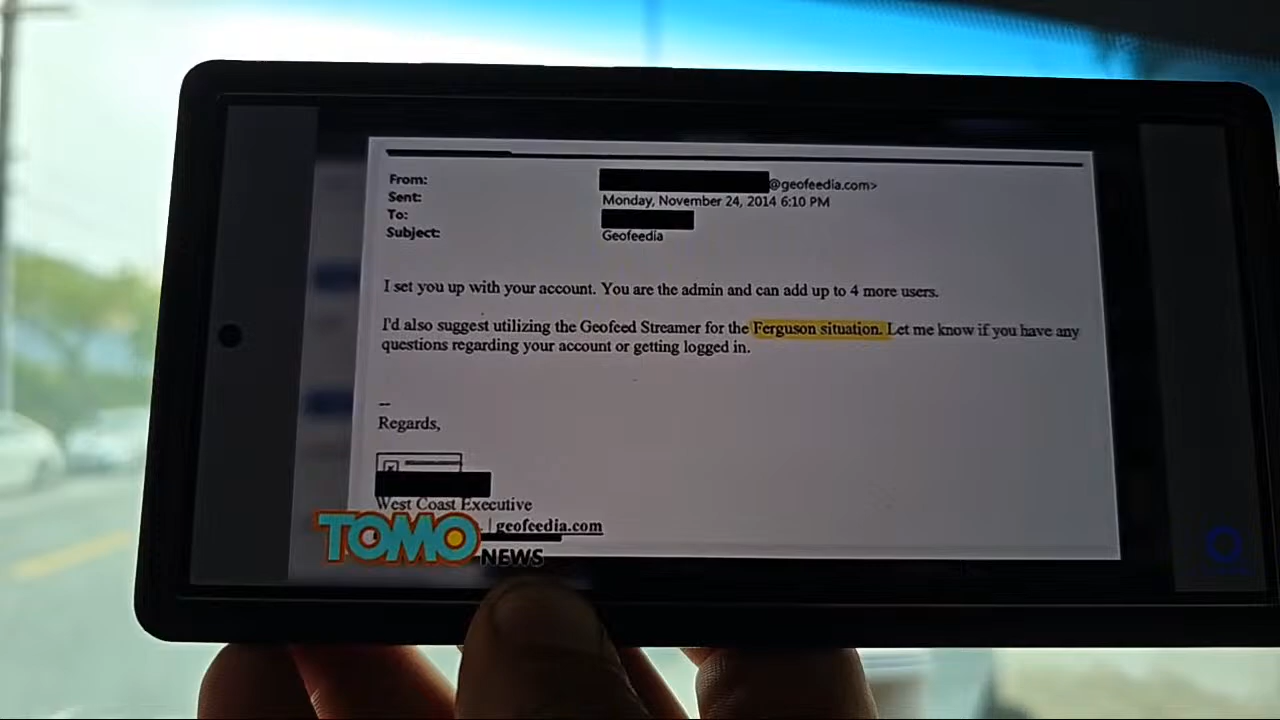 From: @geofeedia.com>
Sent: Monday, November 24, 2014 6:10 PM
To:
Subject: Geofeedia
I set you up with your account. You are the admin and can add up to 4 more users.
I'd also suggest utilizing the Geofeed Streamer for the Ferguson situation. Let me know if you have any
questions regarding your account or getting logged in.
--
Regards,
West Coast Executive
| geofeedia.com
TOMO
NEWS